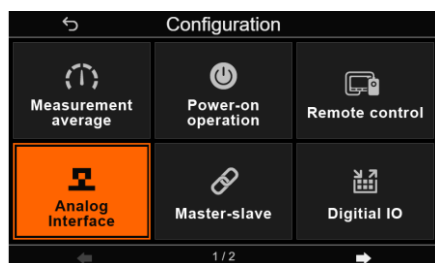 Configuration
Measurement
average
Power-on
operation
Remote control
Analog
Interface
Master-slave
Digitial IO
1/2